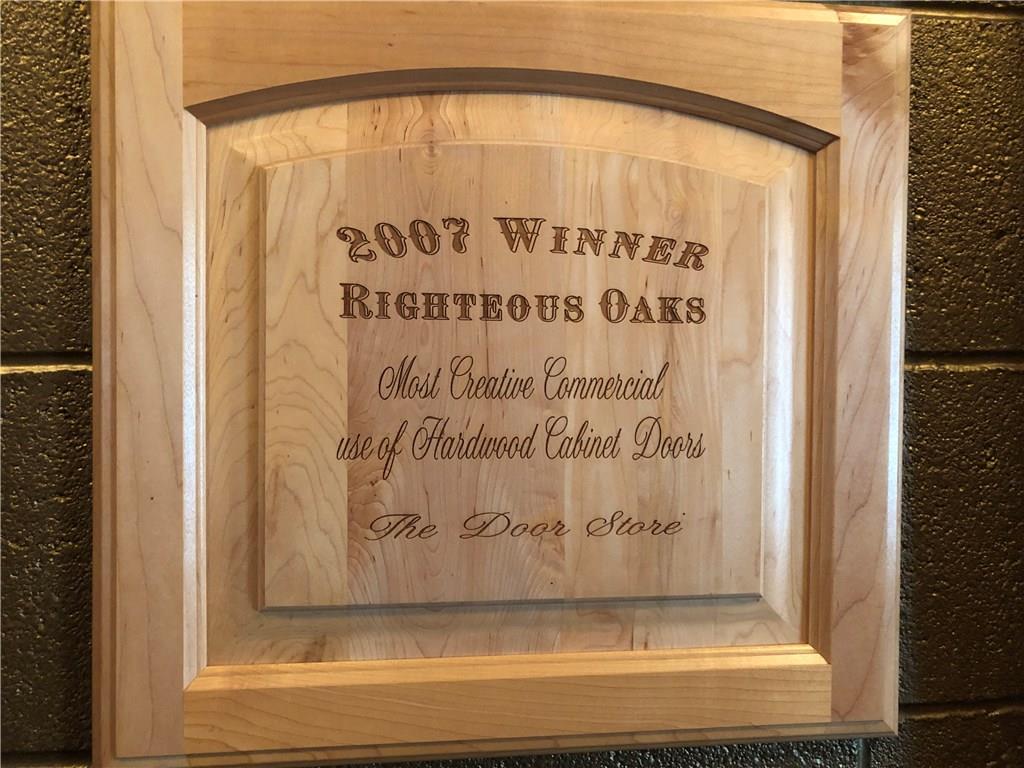 2007 Winner
Righteous Oaks
Most Creative Commercial
use of Hardwood Cabinet Doors
The Door Store